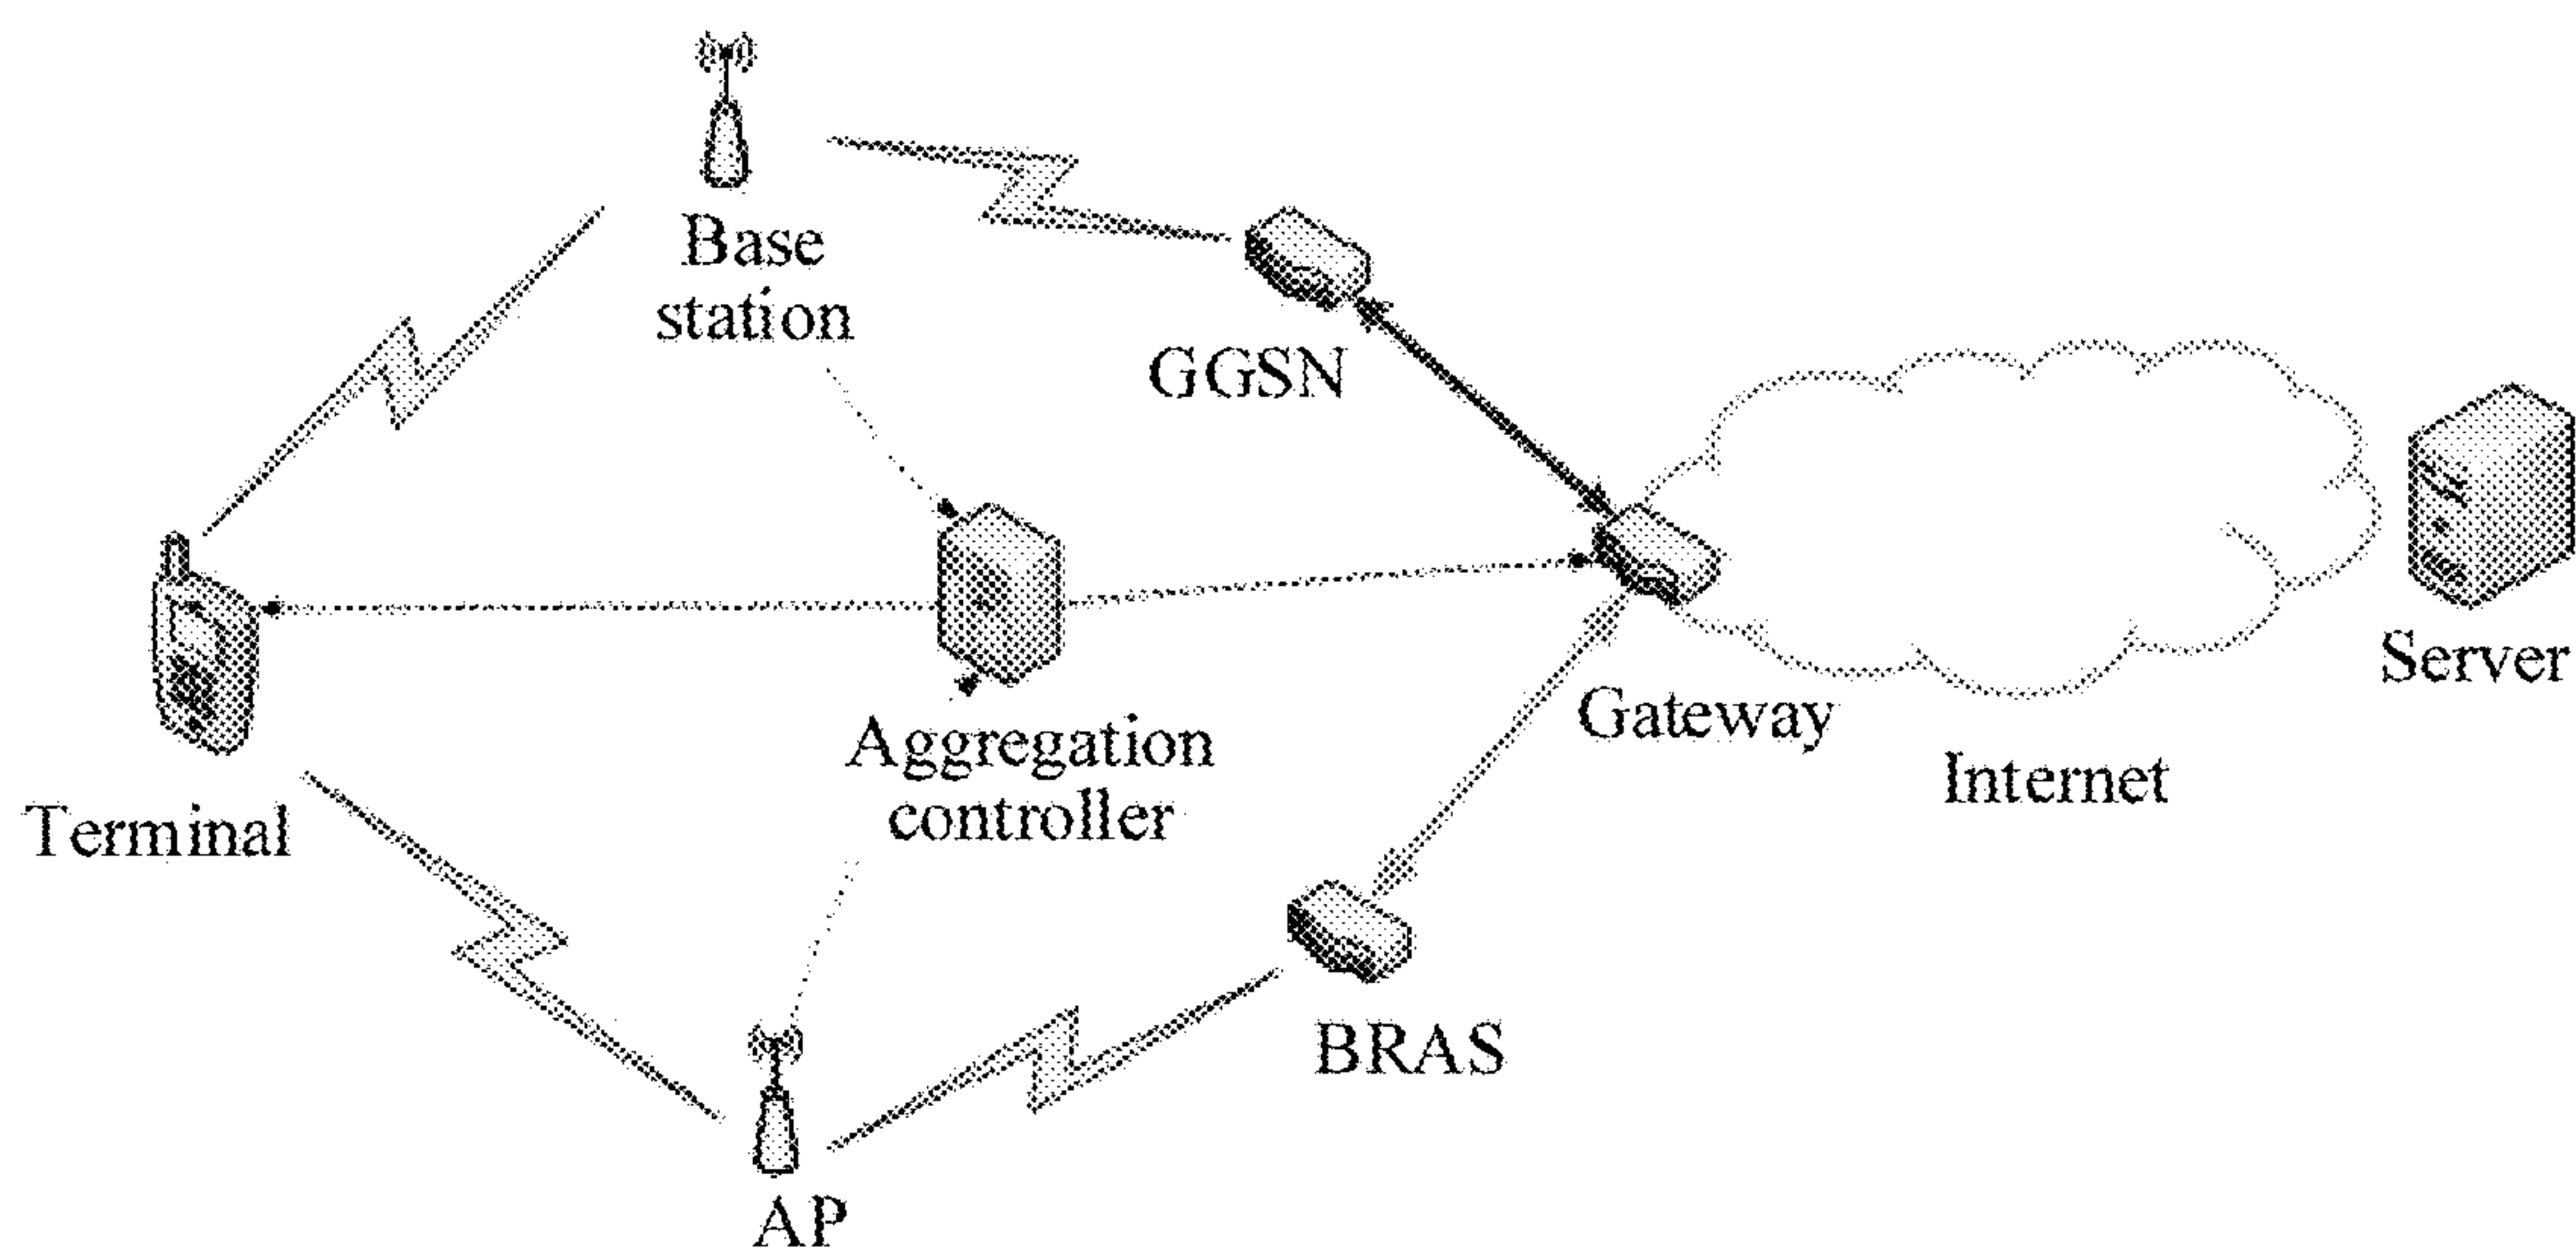 Base
station
GGSN
Server
Gateway
Aggregation
controller
Internet
Terminal
BRAS
AP